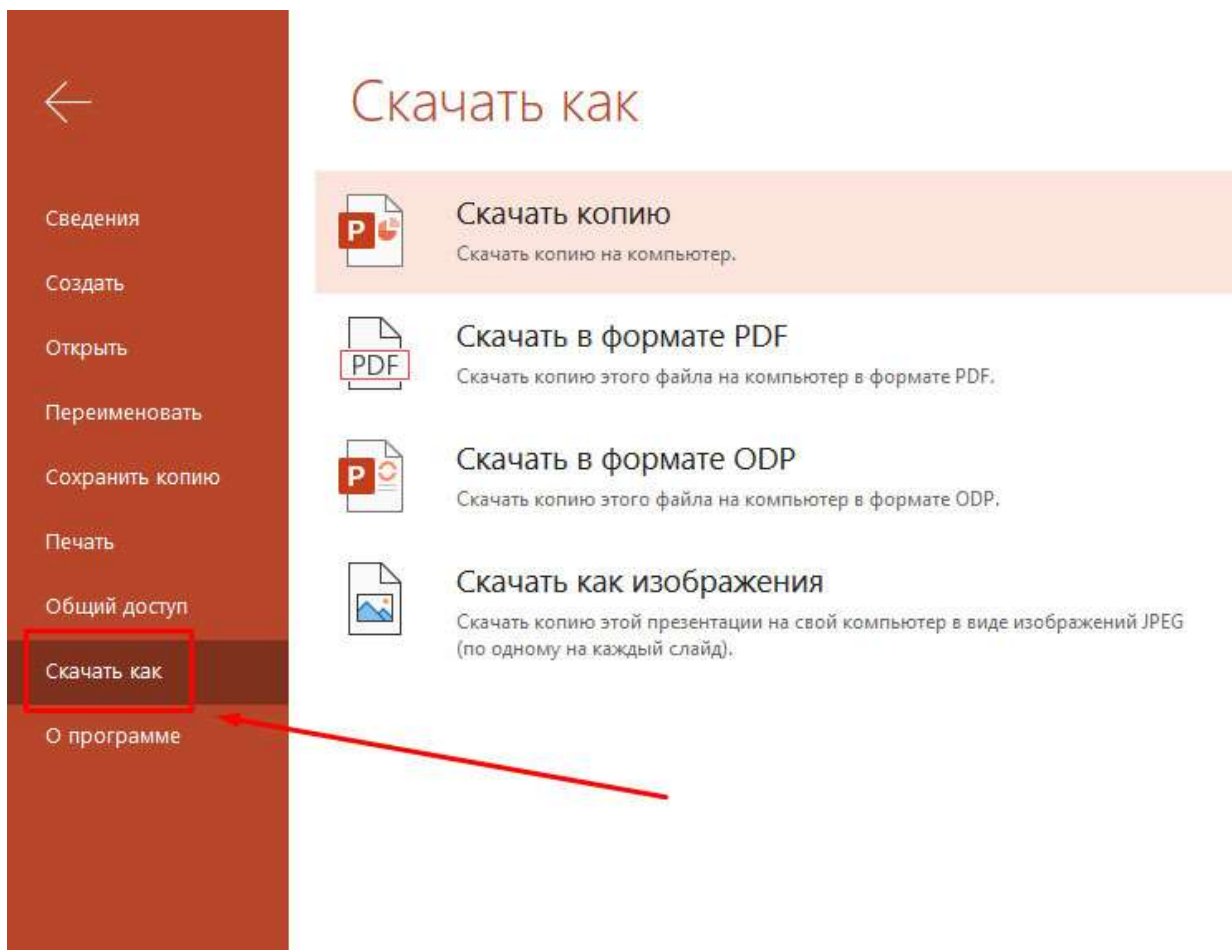 Скачать как
Сведения
Создать
Открыть
Переименовать
Сохранить копию
Печать
Общий доступ
Скачать как
О программе
P
Скачать копию
Скачать копию на компьютер.
PDF
Скачать в формате PDF
Скачать копию этого файла на компьютер в формате PDF.
P
Скачать в формате ODP
Скачать копию этого файла на компьютер в формате ODP.
Скачать как изображения
Скачать копию этой презентации на свой компьютер в виде изображений JPEG
(по одному на каждый слайд).